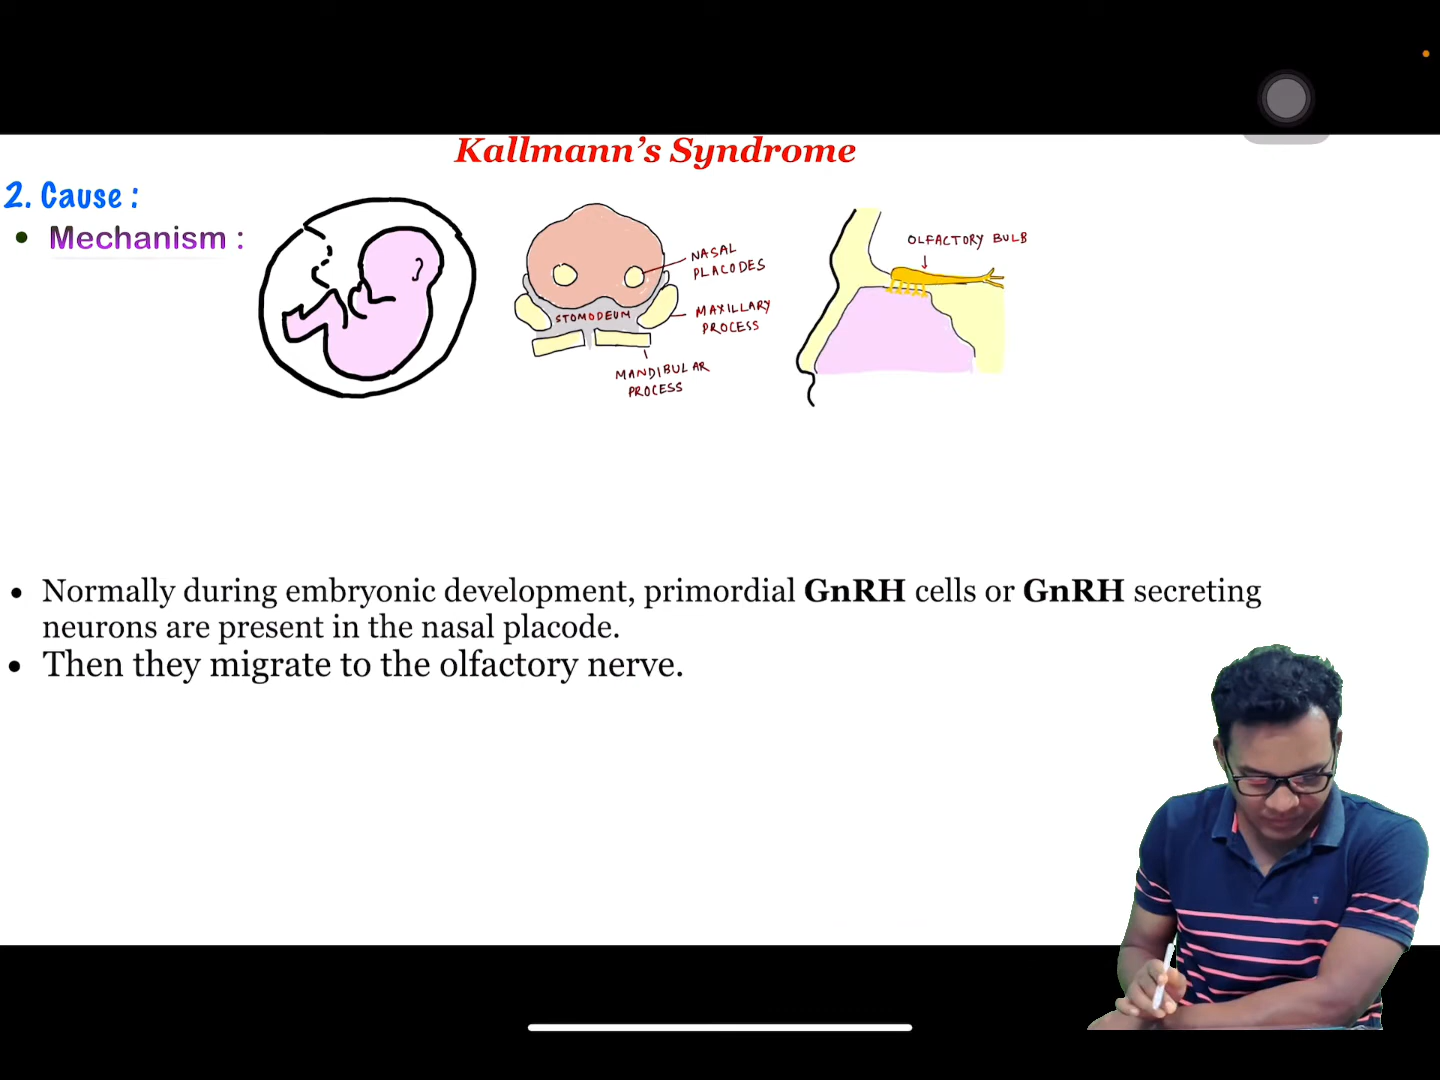 Kallmann's Syndrome
2. Cause :
• Mechanism :
NASAL
PLACODES
STOMODEUM
MAXILLARY
PROCESS
MANDIBULAR
PROCESS
OLFACTORY BULB
• Normally during embryonic development, primordial GnRH cells or GnRH secreting
neurons are present in the nasal placode.
• Then they migrate to the olfactory nerve.